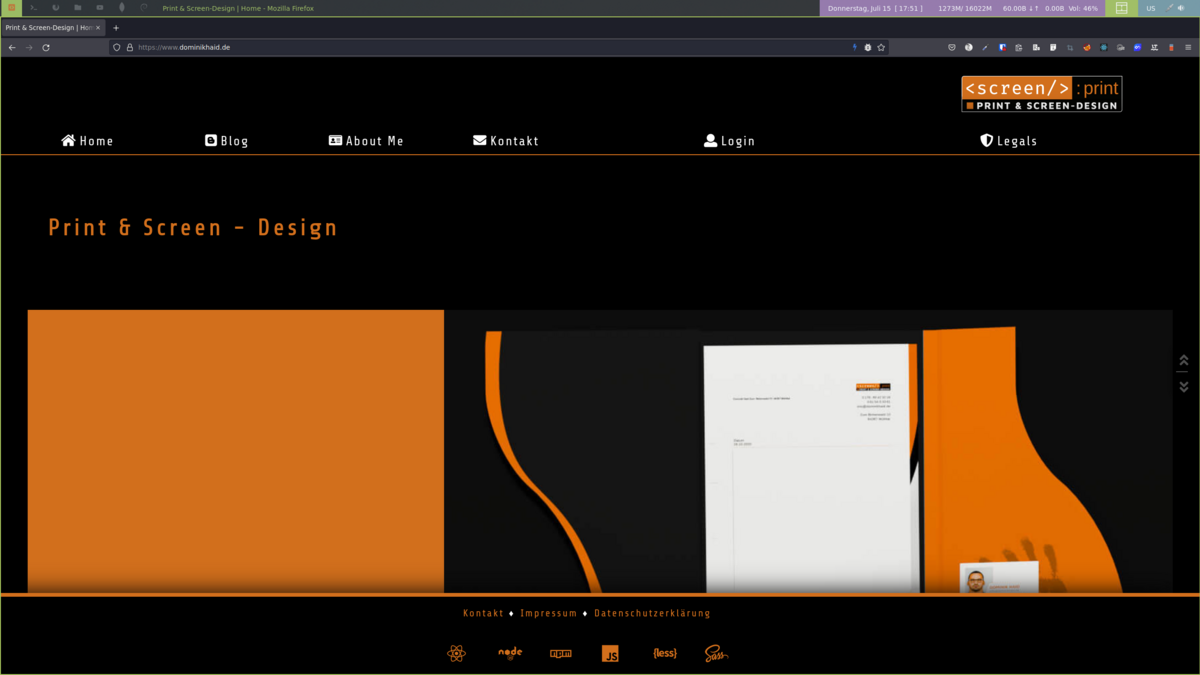 Print & Screen-Design | Home - Mozilla Firefox
Donnerstag, Juli 15 [ 17:51 ] 1273M/ 16022M 60.00B ↓↑ 0.00B Vol: 46% US
Print & Screen-Design | Hom
https://www.dominikhaid.de
<screen/> :print
PRINT & SCREEN-DESIGN
Home Blog About Me Kontakt Login Legals
Print & Screen - Design
Kontakt ♦ Impressum ♦ Datenschutzerklärung
node npm JS {less} Sass